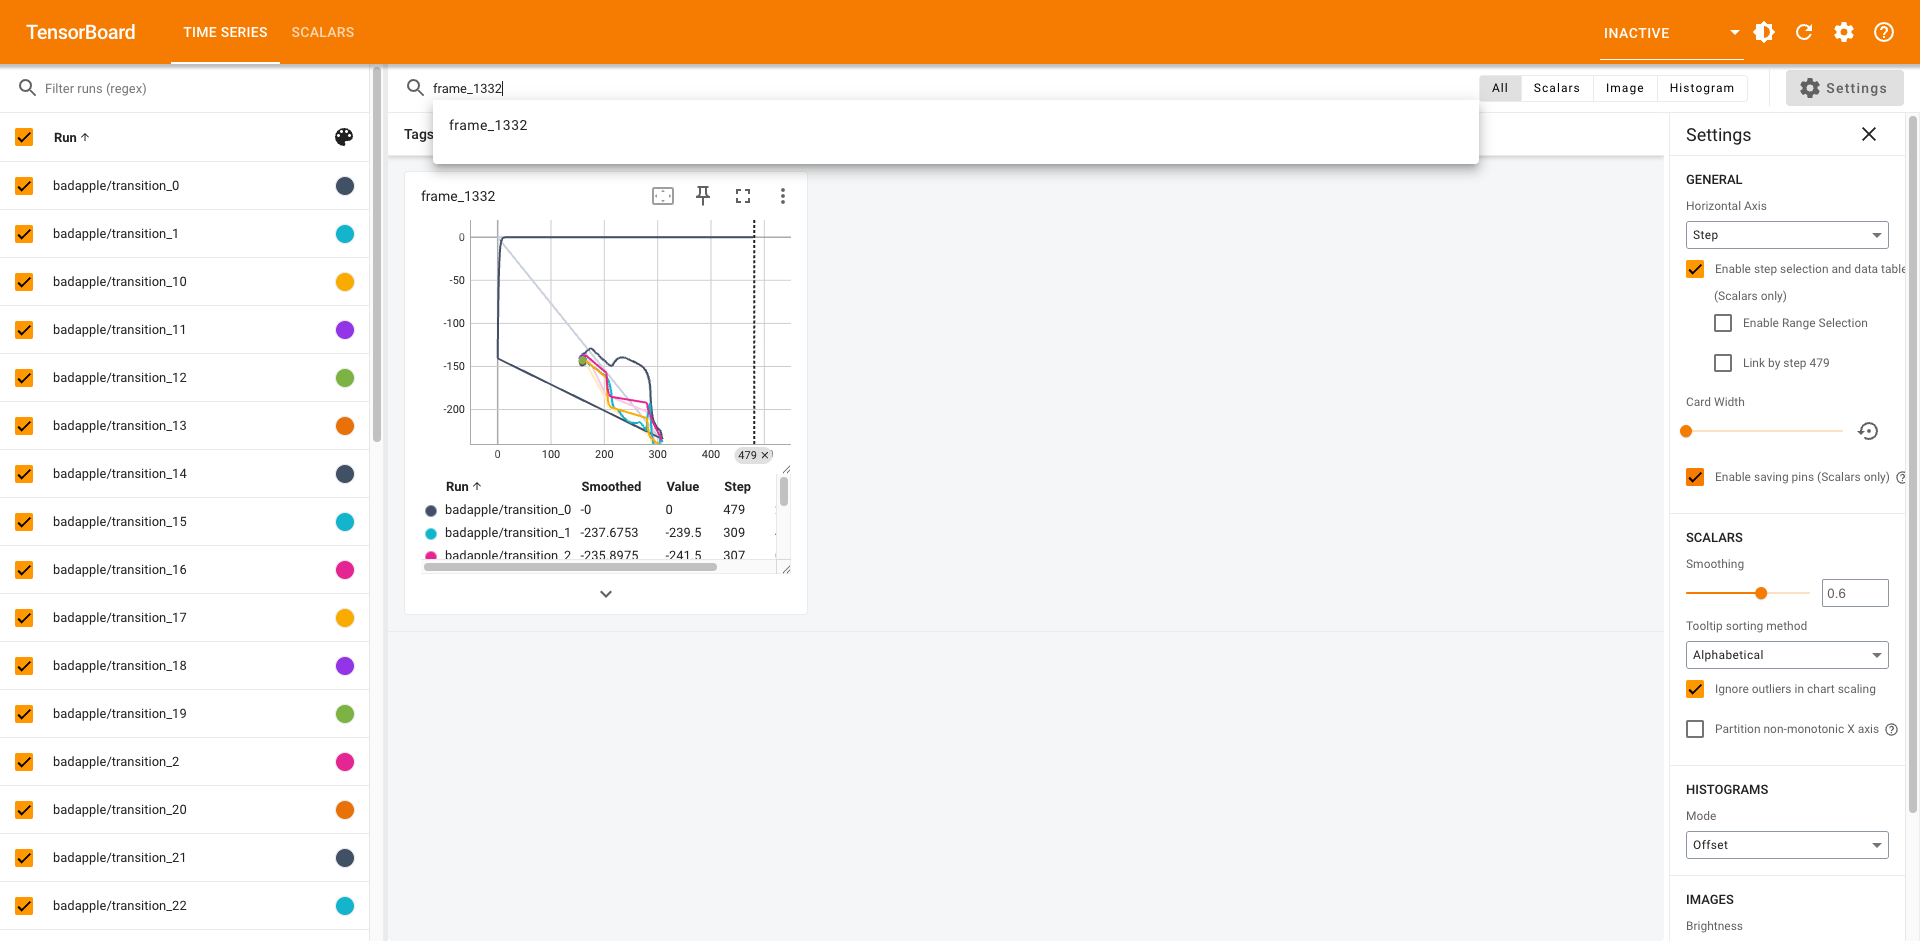 TensorBoard
TIME SERIES
SCALARS
INACTIVE
Filter runs (regex)
Run
badapple/transition_0
badapple/transition_1
badapple/transition_10
badapple/transition_11
badapple/transition_12
badapple/transition_13
badapple/transition_14
badapple/transition_15
badapple/transition_16
badapple/transition_17
badapple/transition_18
badapple/transition_19
badapple/transition_2
badapple/transition_20
badapple/transition_21
badapple/transition_22
frame_1332
All
Scalars
Image
Histogram
Settings
Tags
frame_1332
frame_1332
0
-50
-100
-150
-200
0 100 200 300 400
479
Run Smoothed Value Step
badapple/transition_0 -0 0 479
badapple/transition_1 -237.6753 -239.5 309
badapple/transition_2 -235.8975 -241.5 307
Settings
GENERAL
Horizontal Axis
Step
Enable step selection and data table
(Scalars only)
Enable Range Selection
Link by step 479
Card Width
Enable saving pins (Scalars only)
SCALARS
Smoothing
0.6
Tooltip sorting method
Alphabetical
Ignore outliers in chart scaling
Partition non-monotonic X axis
HISTOGRAMS
Mode
Offset
IMAGES
Brightness